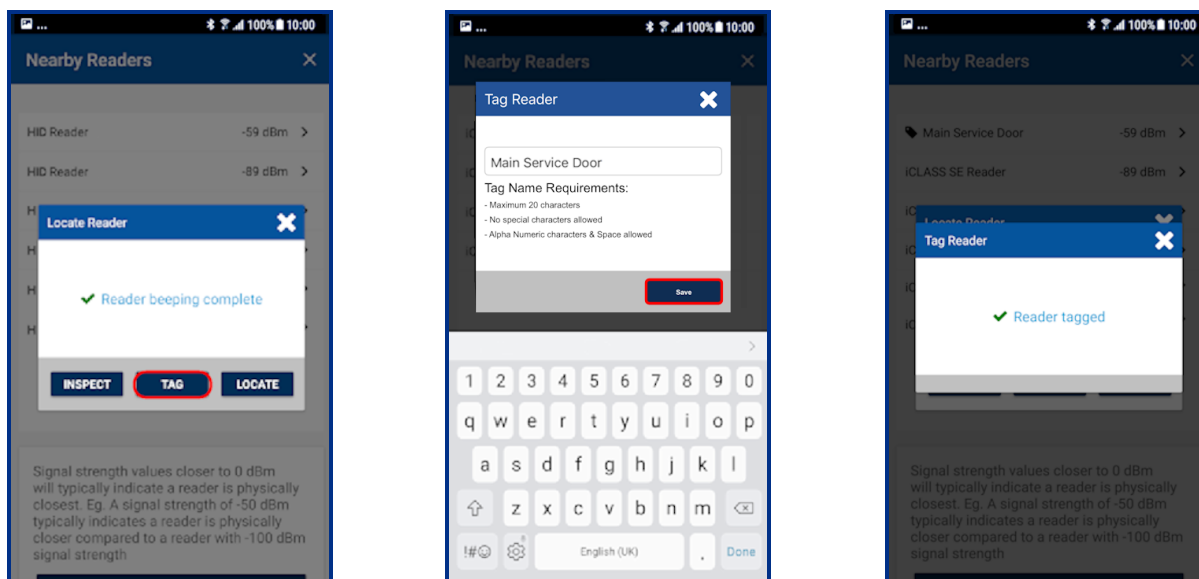 ... 100% 10:00
Nearby Readers
HID Reader -59 dBm
HID Reader -89 dBm
H
Locate Reader
H
H
Reader beeping complete
H
INSPECT TAG LOCATE
Signal strength values closer to 0 dBm
will typically indicate a reader is physically
closest. Eg. A signal strength of -50 dBm
typically indicates a reader is physically
closer compared to a reader with -100 dBm
signal strength
... 100% 10:00
Nearby Readers
Tag Reader
Main Service Door
Tag Name Requirements:
- Maximum 20 characters
- No special characters allowed
- Alpha Numeric characters & Space allowed
Save
1 2 3 4 5 6 7 8 9 0
q w e r t y u i o p
a s d f g h j k l
z x c v b n m
!#☺ English (UK) . Done
... 100% 10:00
Nearby Readers
Main Service Door -59 dBm
iCLASS SE Reader -89 dBm
iC
Locate Reader
Tag Reader
iC
iC
Reader tagged
iC
Signal strength values closer to 0 dBm
will typically indicate a reader is physically
closest. Eg. A signal strength of -50 dBm
typically indicates a reader is physically
closer compared to a reader with -100 dBm
signal strength